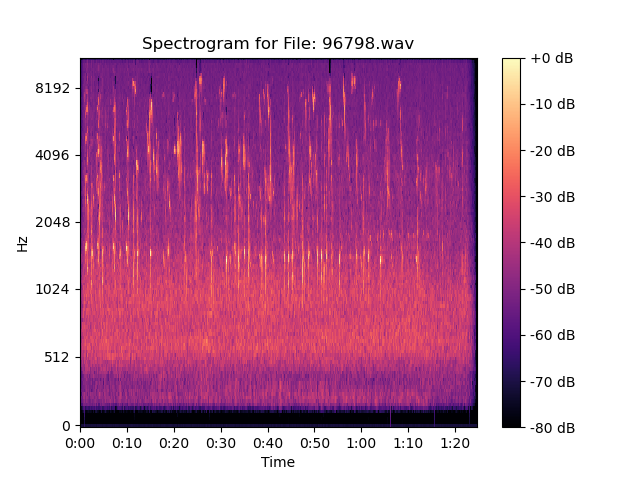 Spectrogram for File: 96798.wav
+0 dB
-10 dB
-20 dB
-30 dB
-40 dB
-50 dB
-60 dB
-70 dB
-80 dB
8192
4096
2048
1024
512
0
Hz
0:00 0:10 0:20 0:30 0:40 0:50 1:00 1:10 1:20
Time